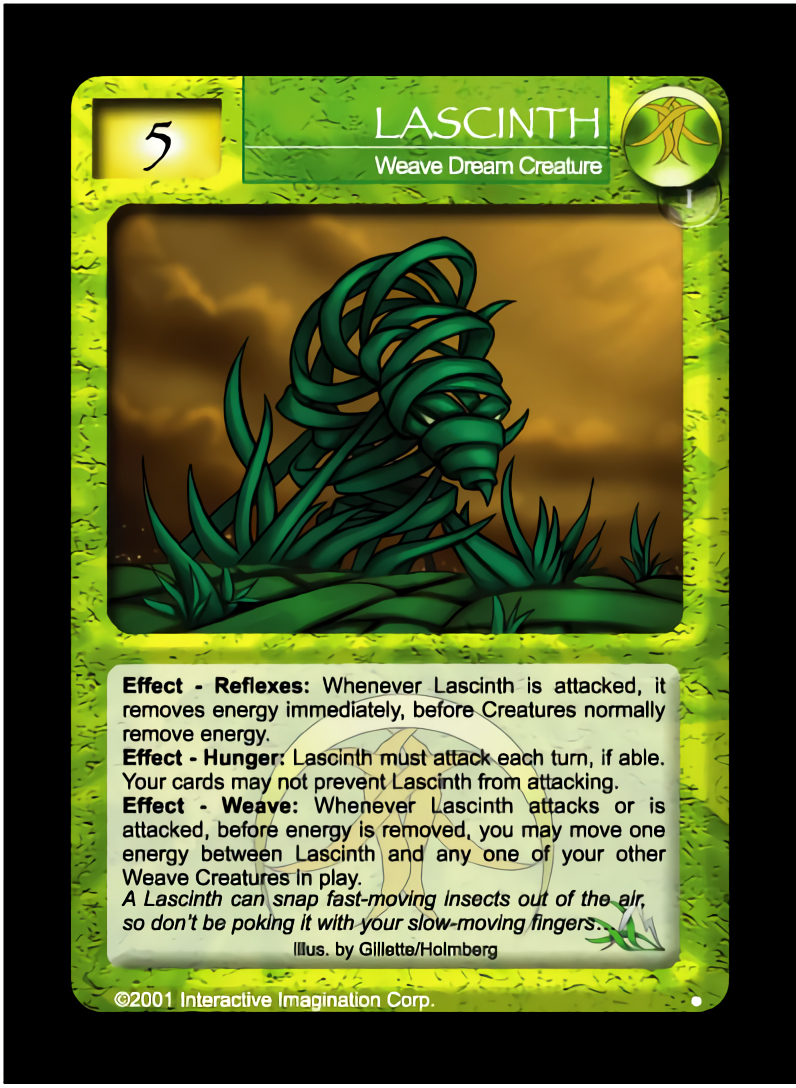 5
LASCINTH
Weave Dream Creature
1
Effect - Reflexes: Whenever Lascinth is attacked, it
removes energy immediately, before Creatures normally
remove energy.
Effect - Hunger: Lascinth must attack each turn, if able.
Your cards may not prevent Lascinth from attacking.
Effect - Weave: Whenever Lascinth attacks or is
attacked, before energy is removed, you may move one
energy between Lascinth and any one of your other
Weave Creatures in play.
A Lascinth can snap fast-moving insects out of the air,
so don't be poking it with your slow-moving fingers...
Illus. by Gillette/Holmberg
©2001 Interactive Imagination Corp.